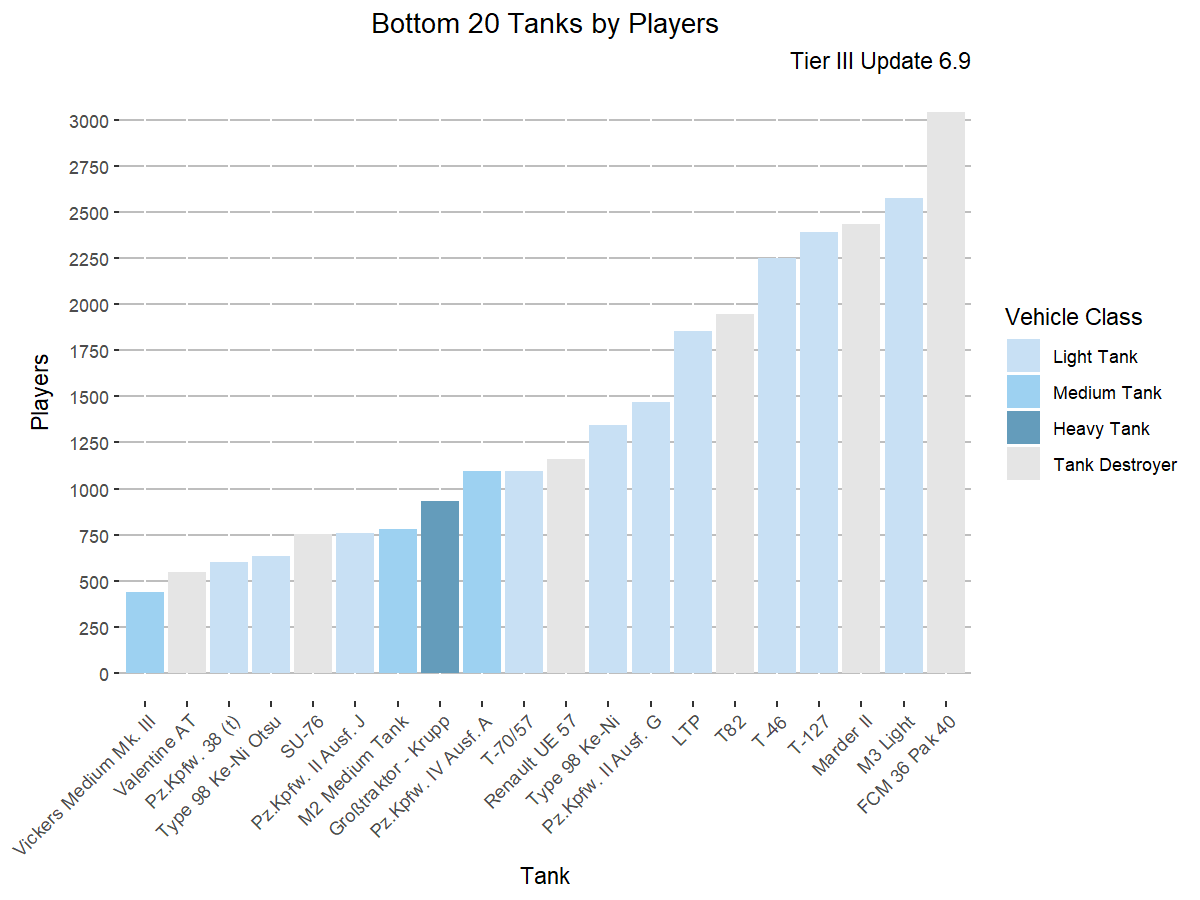 Bottom 20 Tanks by Players
Tier III Update 6.9
Players
3000
2750
2500
2250
2000
1750
1500
1250
1000
750
500
250
0
Vickers Medium Mk. III
Valentine AT
Pz.Kpfw. 38 (t)
Type 98 Ke-Ni Otsu
SU-76
Pz.Kpfw. II Ausf. J
M2 Medium Tank
Großtraktor - Krupp
Pz.Kpfw. IV Ausf. A
T-70/57
Renault UE 57
Type 98 Ke-Ni
Pz.Kpfw. II Ausf. G
LTP
T82
T-46
T-127
Marder II
M3 Light
FCM 36 Pak 40
Tank
Vehicle Class
Light Tank
Medium Tank
Heavy Tank
Tank Destroyer